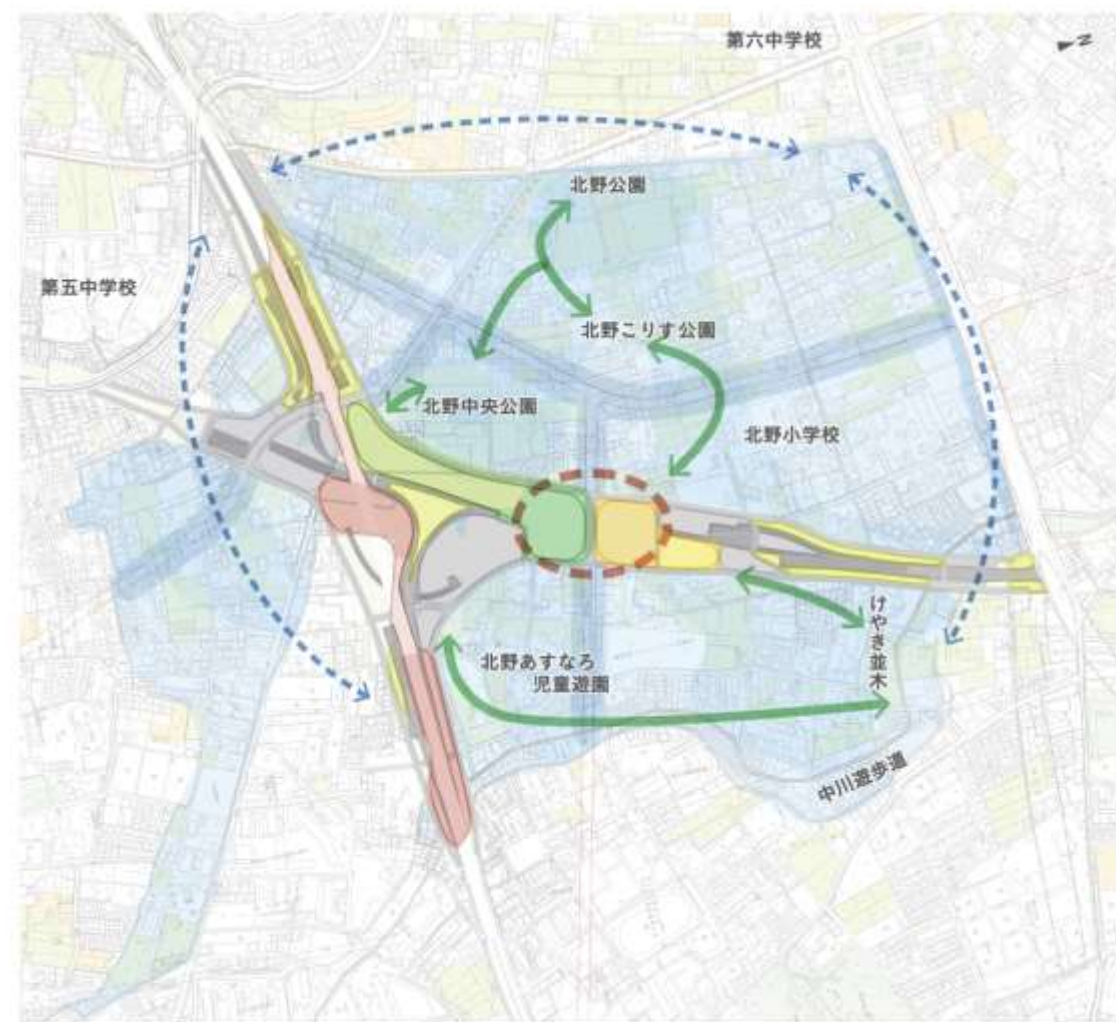 第六中学校
N
北野公園
第五中学校
北野こりす公園
北野中央公園
北野小学校
けやき並木
北野あすなろ
児童遊園
中川遊歩道